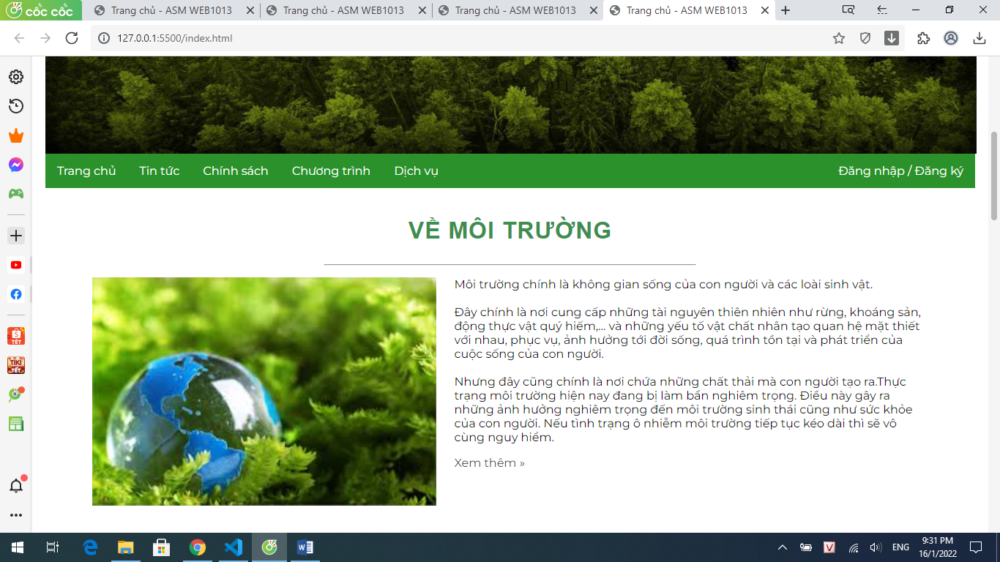 cốc cốc
Trang chủ - ASM WEB1013
Trang chủ - ASM WEB1013
Trang chủ - ASM WEB1013
Trang chủ - ASM WEB1013
127.0.0.1:5500/index.html
Trang chủ
Tin tức
Chính sách
Chương trình
Dịch vụ
Đăng nhập / Đăng ký
VỀ MÔI TRƯỜNG
Môi trường chính là không gian sống của con người và các loài sinh vật.
Đây chính là nơi cung cấp những tài nguyên thiên nhiên như rừng, khoáng sản,
động thực vật quý hiếm,... và những yếu tố vật chất nhân tạo quan hệ mặt thiết
với nhau, phục vụ, ảnh hưởng tới đời sống, quá trình tồn tại và phát triển của
cuộc sống của con người.
Nhưng đây cũng chính là nơi chứa những chất thải mà con người tạo ra.Thực
trạng môi trường hiện nay đang bị làm bẩn nghiêm trọng. Điều này gây ra
những ảnh hưởng nghiêm trọng đến môi trường sinh thái cũng như sức khỏe
của con người. Nếu tình trạng ô nhiễm môi trường tiếp tục kéo dài thì sẽ vô
cùng nguy hiểm.
Xem thêm »
TẾT
TIKI
TẾT
V
ENG
9:31 PM
16/1/2022